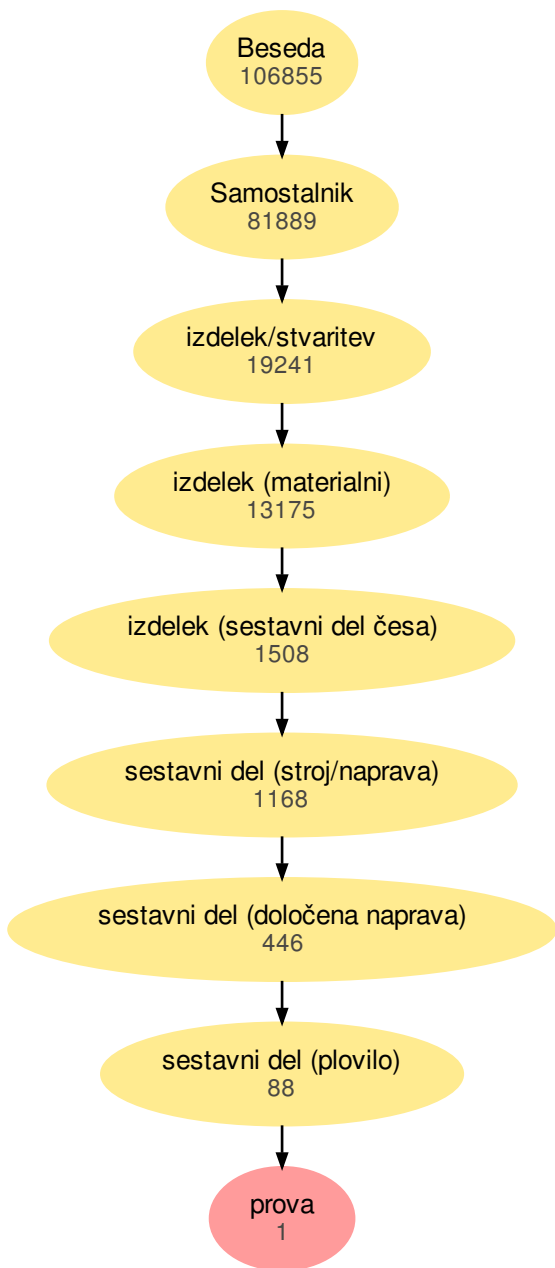 Beseda
106855
Samostalnik
81889
izdelek/stvaritev
19241
izdelek (materialni)
13175
izdelek (sestavni del česa)
1508
sestavni del (stroj/naprava)
1168
sestavni del (določena naprava)
446
sestavni del (plovilo)
88
prova
1